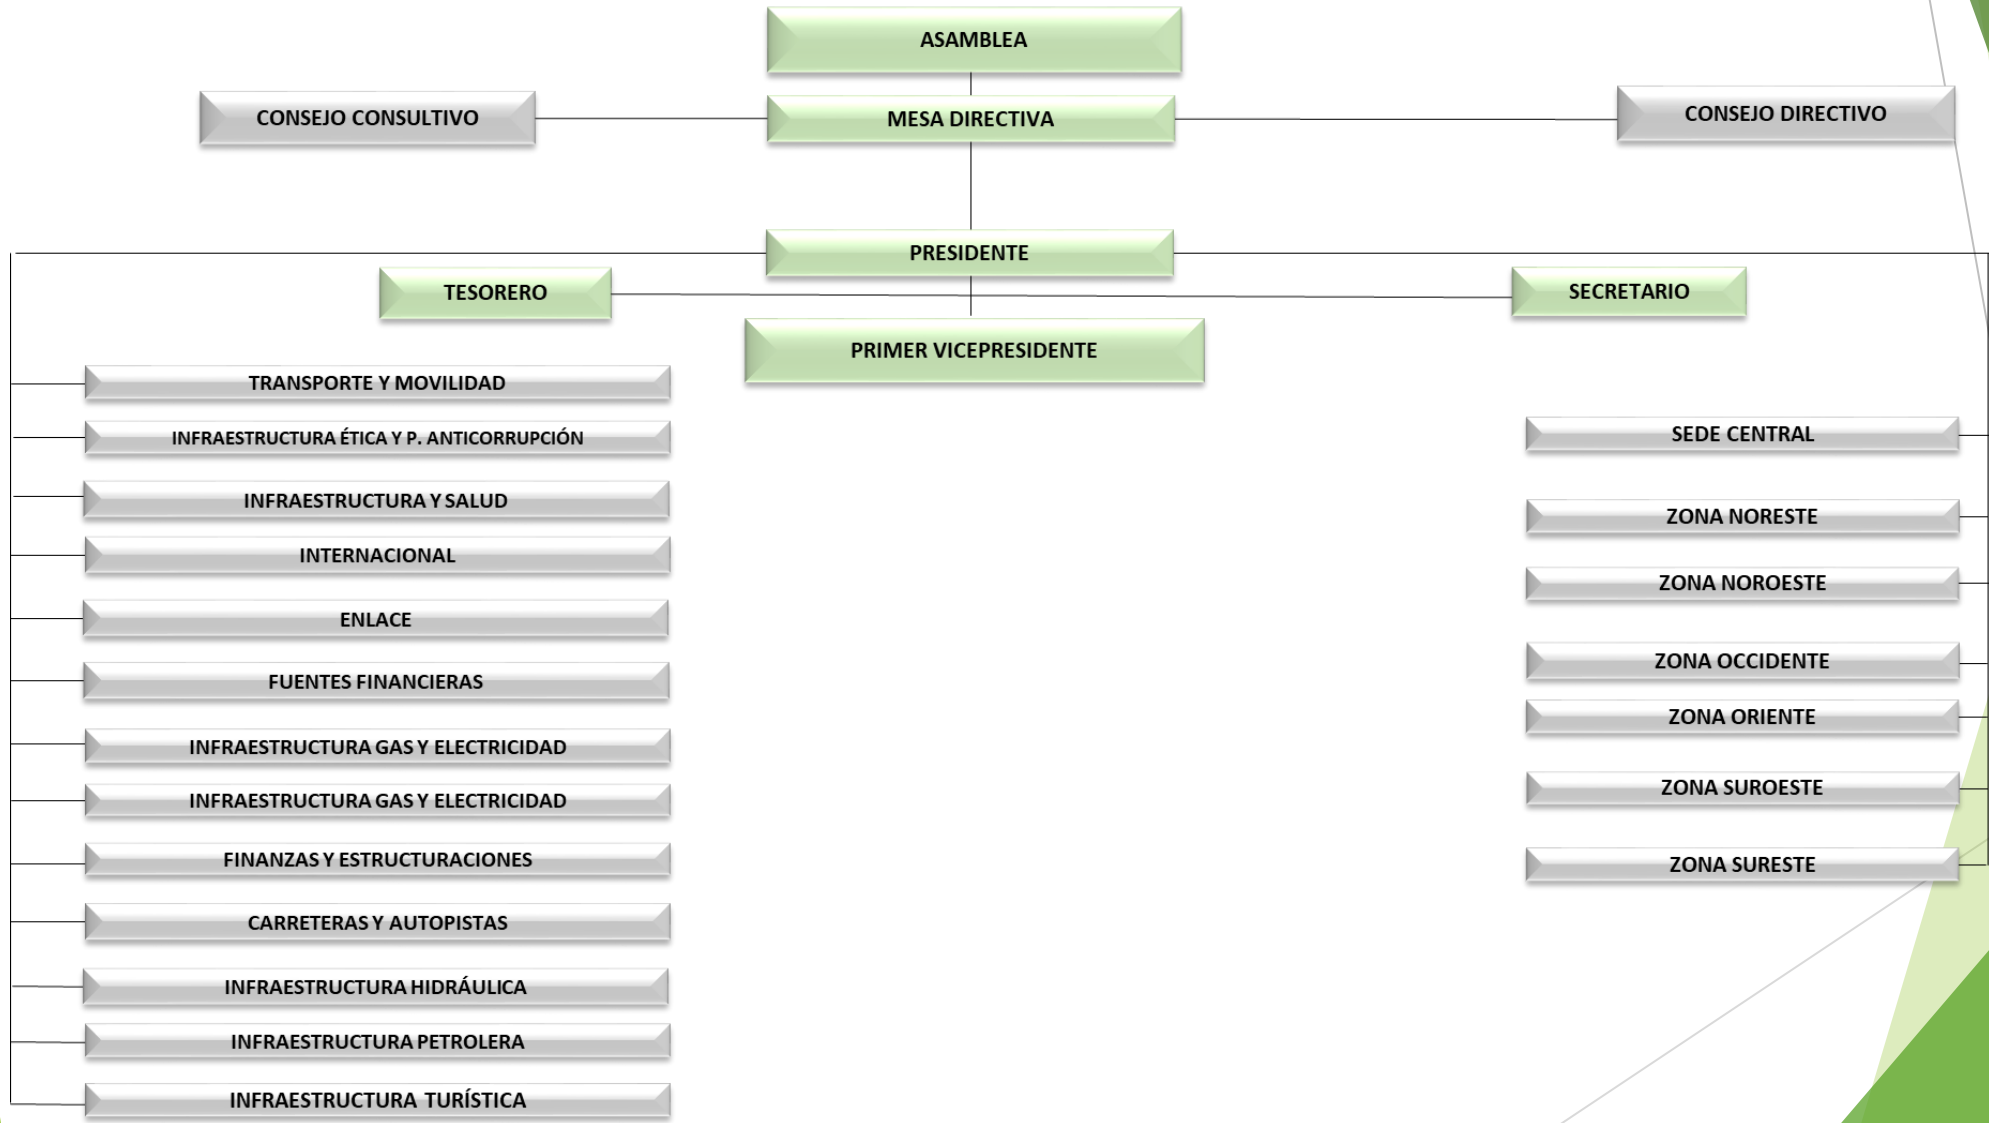 ASAMBLEA
CONSEJO CONSULTIVO
MESA DIRECTIVA
CONSEJO DIRECTIVO
PRESIDENTE
TESORERO
SECRETARIO
PRIMER VICEPRESIDENTE
TRANSPORTE Y MOVILIDAD
INFRAESTRUCTURA ÉTICA Y P. ANTICORRUPCIÓN
INFRAESTRUCTURA Y SALUD
INTERNACIONAL
ENLACE
FUENTES FINANCIERAS
INFRAESTRUCTURA GAS Y ELECTRICIDAD
INFRAESTRUCTURA GAS Y ELECTRICIDAD
FINANZAS Y ESTRUCTURACIONES
CARRETERAS Y AUTOPISTAS
INFRAESTRUCTURA HIDRÁULICA
INFRAESTRUCTURA PETROLERA
INFRAESTRUCTURA TURÍSTICA
SEDE CENTRAL
ZONA NORESTE
ZONA NOROESTE
ZONA OCCIDENTE
ZONA ORIENTE
ZONA SUROESTE
ZONA SURESTE